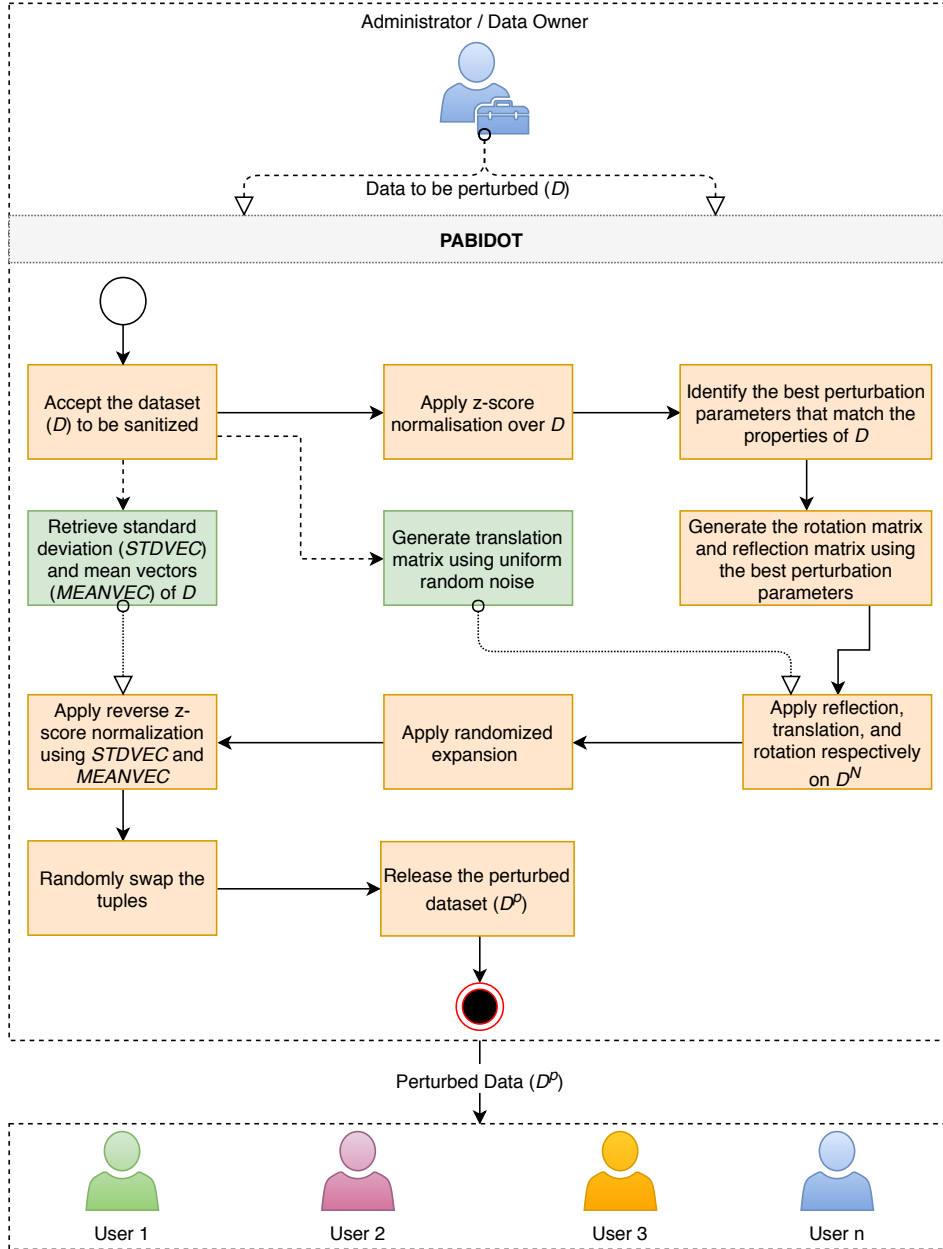 Administrator / Data Owner
Data to be perturbed (D)
PABIDOT
Accept the dataset
(D) to be sanitized
Apply z-score
normalisation over D
Identify the best perturbation
parameters that match the
properties of D
Retrieve standard
deviation (STDVEC)
and mean vectors
(MEANVEC) of D
Generate translation
matrix using uniform
random noise
Generate the rotation matrix
and reflection matrix using
the best perturbation
parameters
Apply reverse z-
score normalization
using STDVEC and
MEANVEC
Apply randomized
expansion
Apply reflection,
translation, and
rotation respectively
on D^N
Randomly swap the
tuples
Release the perturbed
dataset (D^p)
Perturbed Data (D^p)
User 1
User 2
User 3
User n